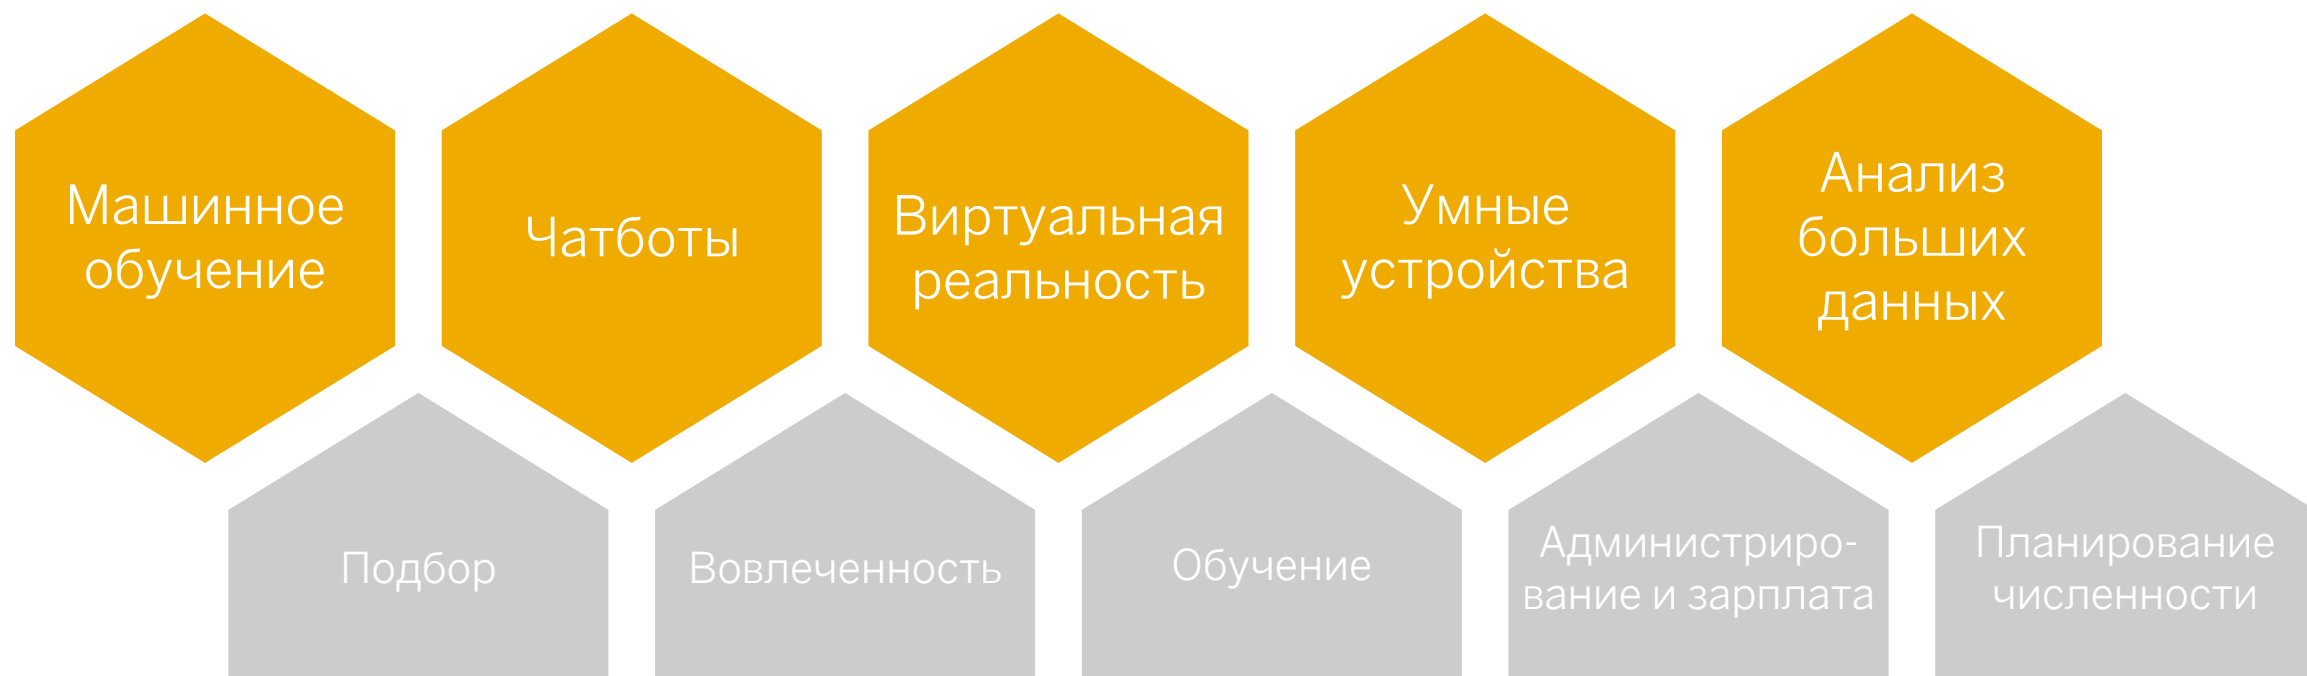 Машинное
обучение
Чатботы
Виртуальная
реальность
Умные
устройства
Анализ
больших
данных
Подбор
Вовлеченность
Обучение
Администриро-
вание и зарплата
Планирование
численности